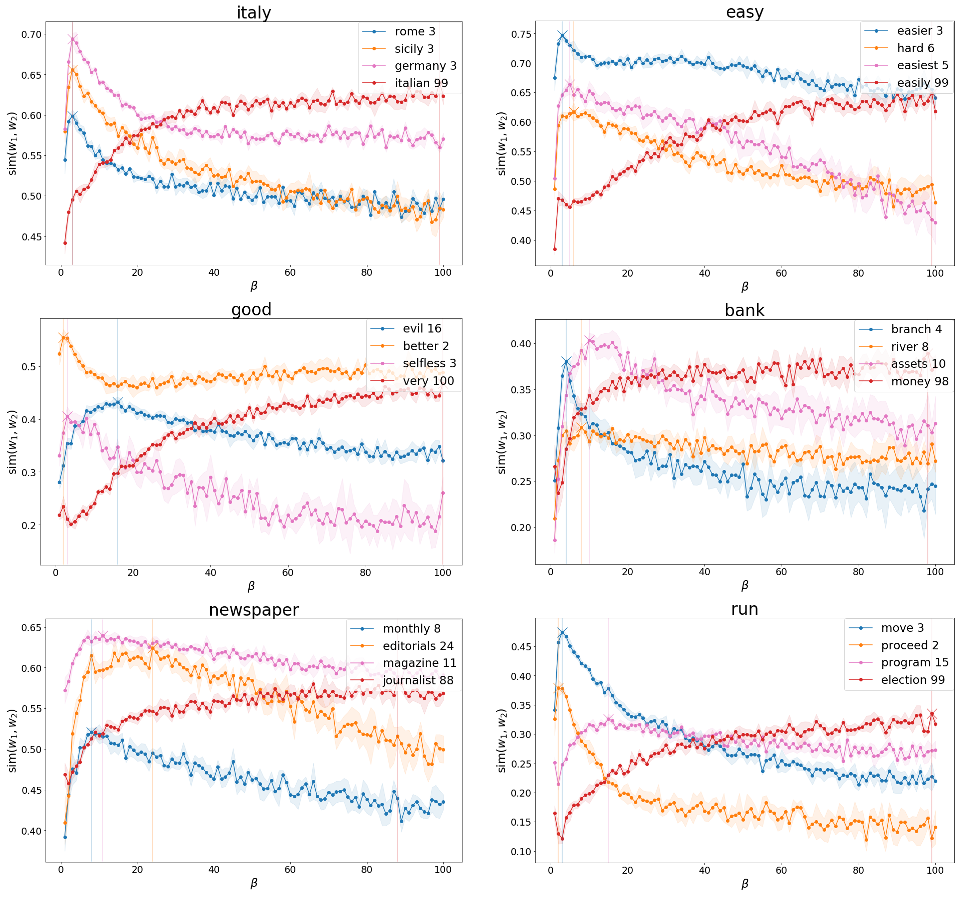 italy
rome 3
sicily 3
germany 3
italian 99
sim(w₁, w₂)
0.70
0.65
0.60
0.55
0.50
0.45
0 20 40 60 80 100
β
easy
easier 3
hard 6
easiest 5
easily 99
sim(w₁, w₂)
0.75
0.70
0.65
0.60
0.55
0.50
0.45
0.40
0 20 40 60 80 100
β
good
evil 16
better 2
selfless 3
very 100
sim(w₁, w₂)
0.5
0.4
0.3
0.2
0 20 40 60 80 100
β
bank
branch 4
river 8
assets 10
money 98
sim(w₁, w₂)
0.40
0.35
0.30
0.25
0.20
0 20 40 60 80 100
β
newspaper
monthly 8
editorials 24
magazine 11
journalist 88
sim(w₁, w₂)
0.65
0.60
0.55
0.50
0.45
0.40
0 20 40 60 80 100
β
run
move 3
proceed 2
program 15
election 99
sim(w₁, w₂)
0.45
0.40
0.35
0.30
0.25
0.20
0.15
0.10
0 20 40 60 80 100
β